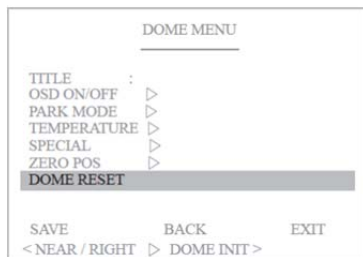 DOME MENU
TITLE :
OSD ON/OFF ▷
PARK MODE ▷
TEMPERATURE ▷
SPECIAL ▷
ZERO POS ▷
DOME RESET
SAVE BACK EXIT
< NEAR / RIGHT ▷ DOME INIT >